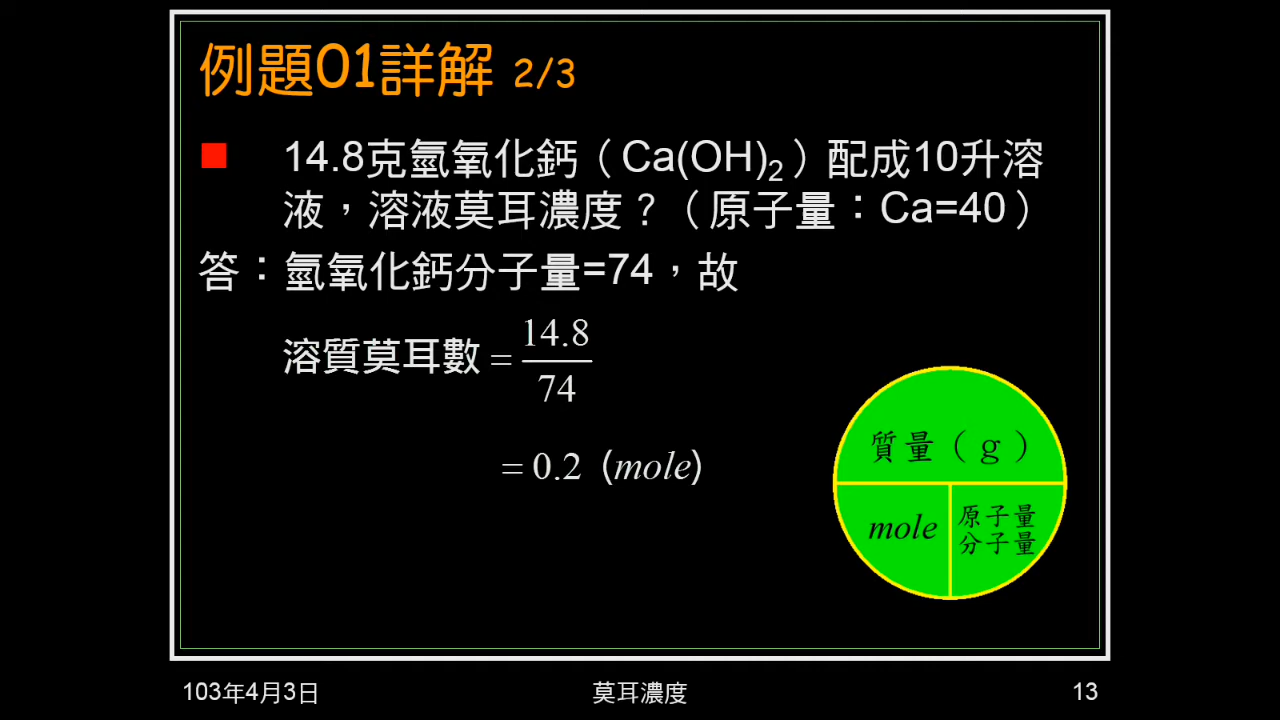 例題01詳解 2/3
14.8克氫氧化鈣（Ca(OH)₂）配成10升溶
液，溶液莫耳濃度？（原子量：Ca=40）
答：氫氧化鈣分子量=74，故
溶質莫耳數 = 14.8/74
= 0.2 (mole)
質量（g）
mole
原子量
分子量
103年4月3日
莫耳濃度
13